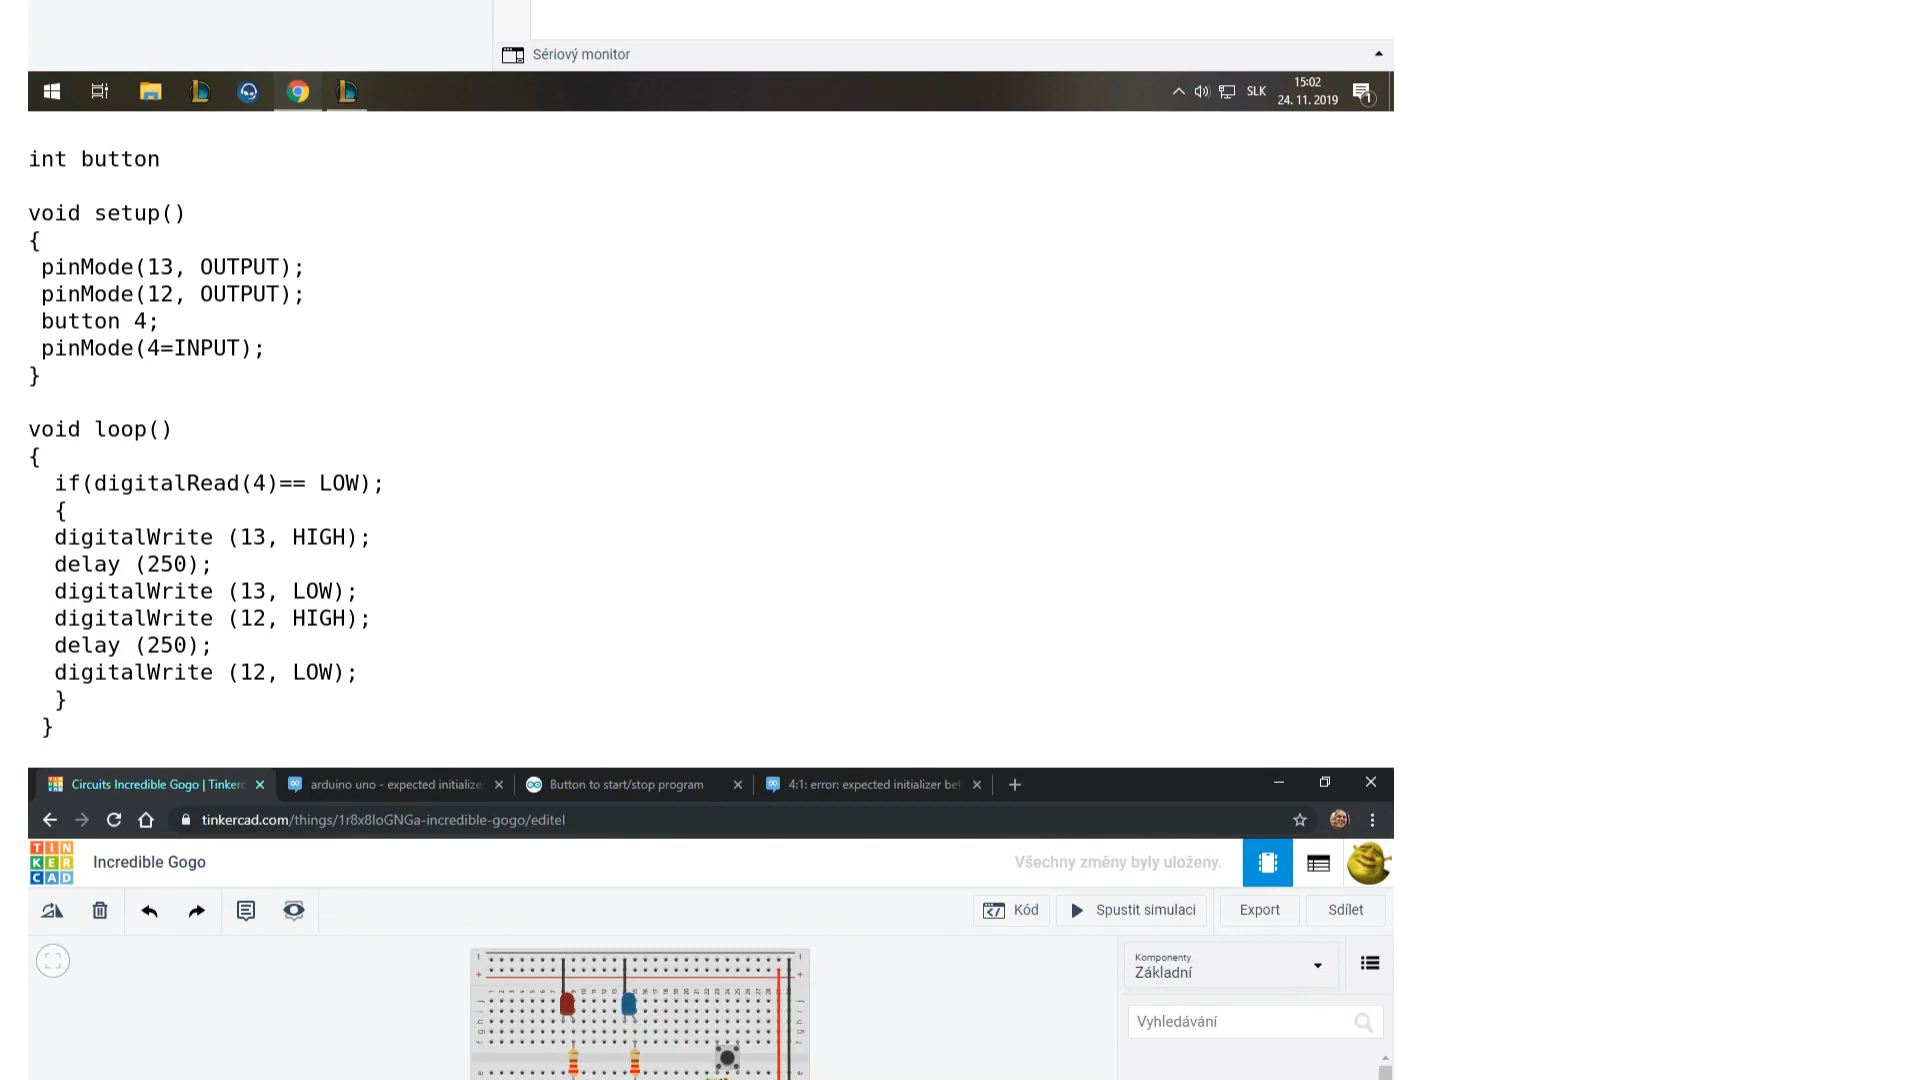 Sériový monitor
SLK
15:02
24. 11. 2019
1
int button
void setup()
{
pinMode(13, OUTPUT);
pinMode(12, OUTPUT);
button 4;
pinMode(4=INPUT);
}
void loop()
{
if(digitalRead(4)== LOW);
{
digitalWrite (13, HIGH);
delay (250);
digitalWrite (13, LOW);
digitalWrite (12, HIGH);
delay (250);
digitalWrite (12, LOW);
}
}
Circuits Incredible Gogo | Tinkerc
arduino uno - expected initialize
Button to start/stop program
4:1: error: expected initializer be
tinkercad.com/things/1r8x8IoGNGa-incredible-gogo/editel
TIN
KER
CAD
Incredible Gogo
Všechny změny byly uloženy.
Kód
Spustit simulaci
Export
Sdílet
Komponenty
Základní
Vyhledávání